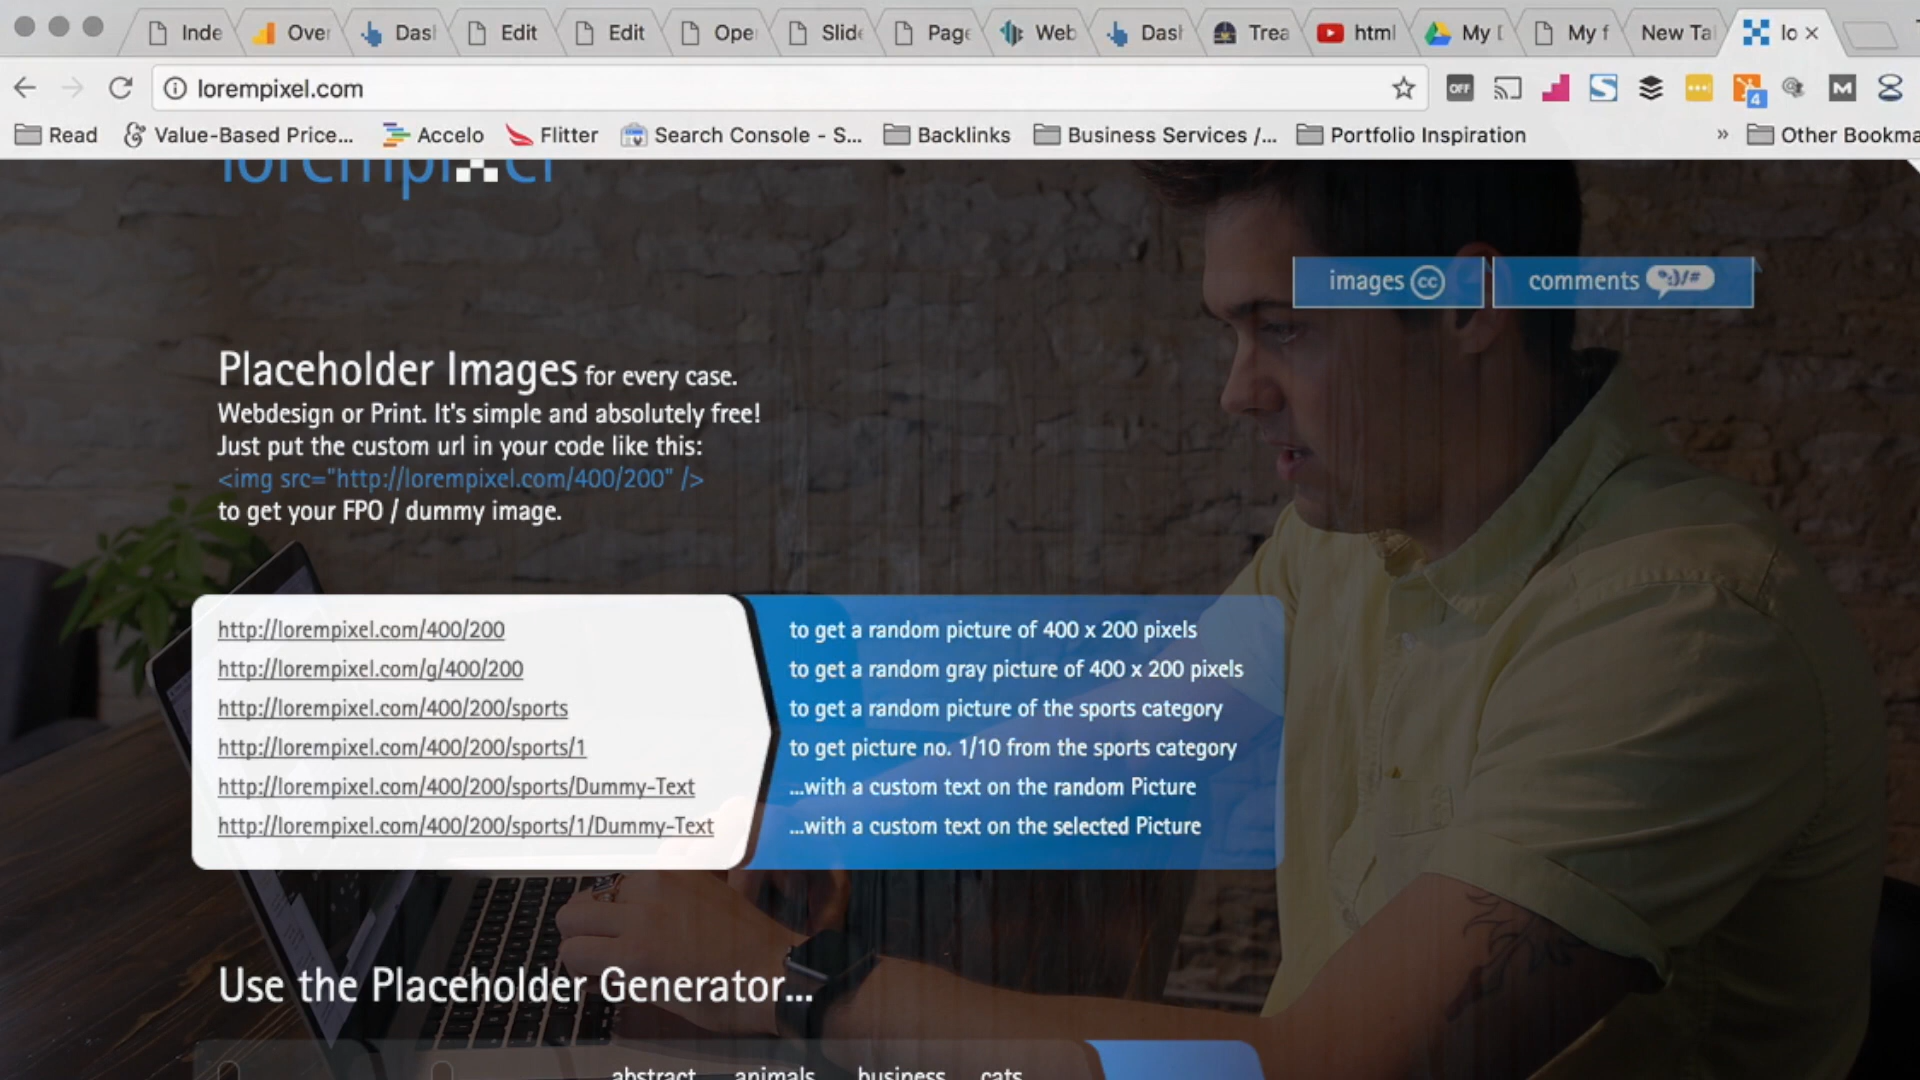 Inde
Over
Dasl
Edit
Edit
Ope
Slide
Page
Web
Dash
Trea
html
My
My f
New Ta
lo
lorempixel.com
OFF
4
Read
Value-Based Price...
Accelo
Flitter
Search Console - S...
Backlinks
Business Services /...
Portfolio Inspiration
»
Other Bookma
lorempixel
images cc
comments
Placeholder Images for every case.
Webdesign or Print. It's simple and absolutely free!
Just put the custom url in your code like this:
<img src="http://lorempixel.com/400/200" />
to get your FPO / dummy image.
http://lorempixel.com/400/200 to get a random picture of 400 x 200 pixels
http://lorempixel.com/g/400/200 to get a random gray picture of 400 x 200 pixels
http://lorempixel.com/400/200/sports to get a random picture of the sports category
http://lorempixel.com/400/200/sports/1 to get picture no. 1/10 from the sports category
http://lorempixel.com/400/200/sports/Dummy-Text ...with a custom text on the random Picture
http://lorempixel.com/400/200/sports/1/Dummy-Text ...with a custom text on the selected Picture
Use the Placeholder Generator...
abstract animals business cats